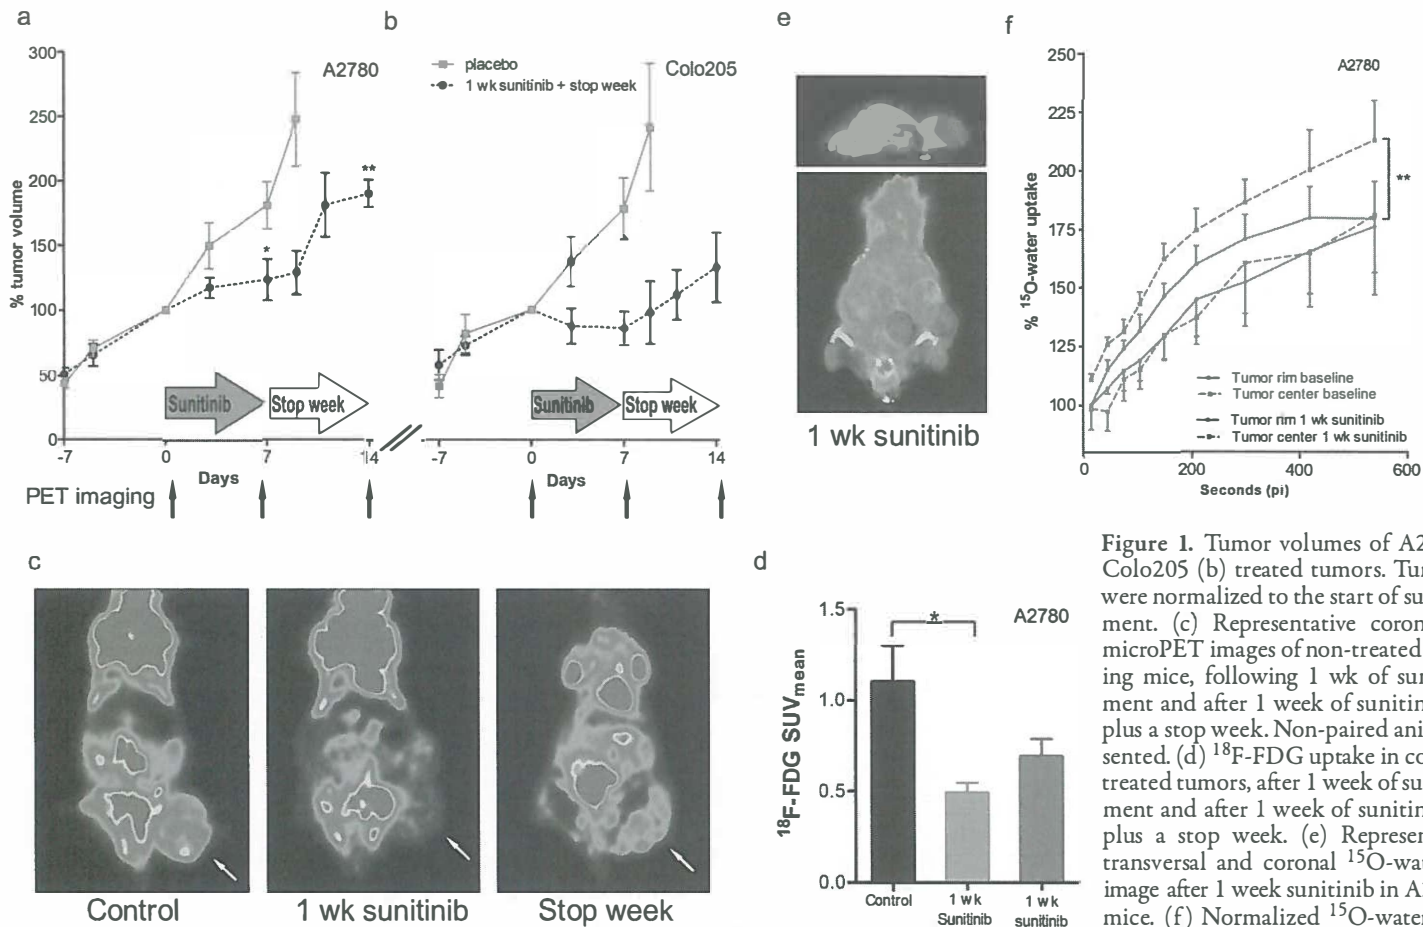 a
b
e
f
300
250
200
150
100
50
0
% tumor volume
A2780
*
**
Sunitinib
Stop week
-7
0
7
14
Days
PET imaging
placebo
1 wk sunitinib + stop week
Colo205
Sunitinib
Stop week
-7
0
7
14
Days
1 wk sunitinib
250
225
200
175
150
125
100
% ¹⁵O-water uptake
A2780
**
Tumor rim baseline
Tumor center baseline
Tumor rim 1 wk sunitinib
Tumor center 1 wk sunitinib
0
200
400
600
Seconds (pi)
c
Control
1 wk sunitinib
Stop week
d
1.5
1.0
0.5
0.0
¹⁸F-FDG SUVmean
A2780
*
Control
1 wk
Sunitinib
1 wk
sunitinib
Figure 1. Tumor volumes of A2
Colo205 (b) treated tumors. Tur
were normalized to the start of su
ment. (c) Representative coron
microPET images of non-treated
ing mice, following 1 wk of sun
ment and after 1 week of sunitin
plus a stop week. Non-paired ani
sented. (d) ¹⁸F-FDG uptake in co
treated tumors, after 1 week of su
ment and after 1 week of sunitin
plus a stop week. (e) Represen
transversal and coronal ¹⁵O-wat
image after 1 week sunitinib in A
mice. (f) Normalized ¹⁵O-water